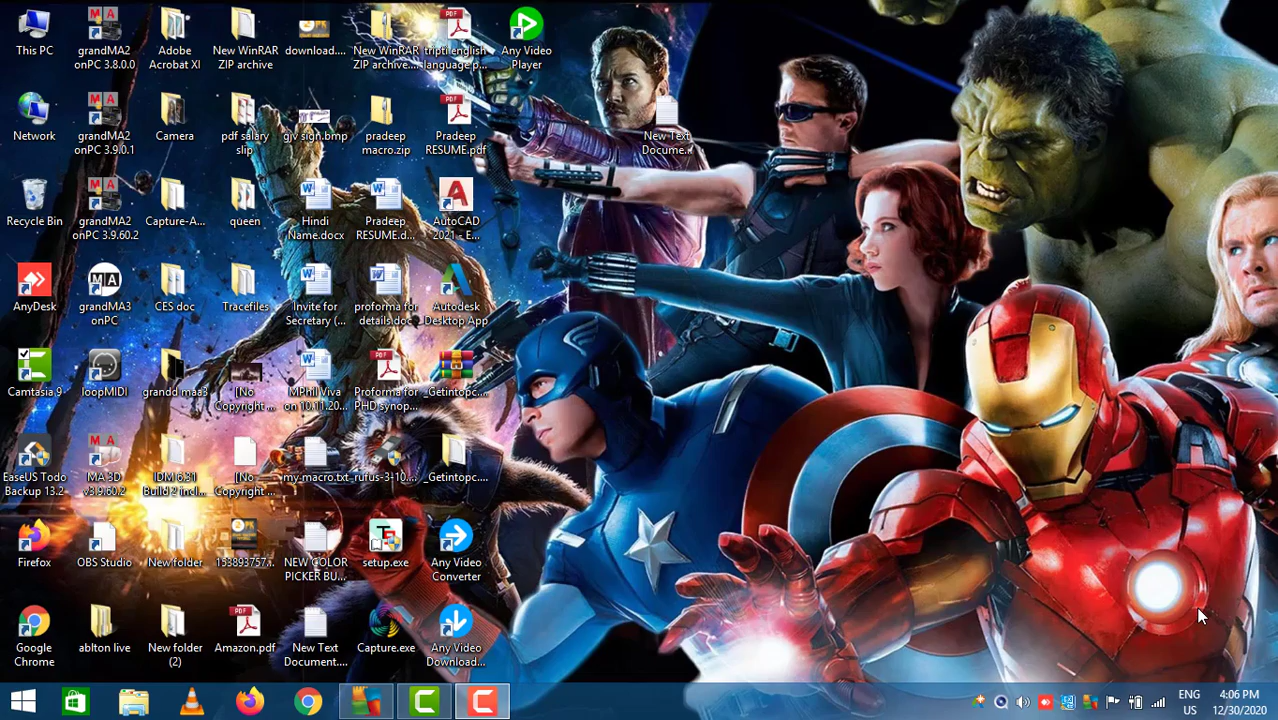 This PC
grandMA2
onPC 3.8.0.0
Adobe
Acrobat XI
New WinRAR
ZIP archive
download....
New WinRAR
ZIP archive....
tripti english
language p...
Any Video
Player
Network
grandMA2
onPC 3.9.0.1
Camera
pdf salary
slip
gjv sign.bmp
pradeep
macro.zip
Pradeep
RESUME.pdf
New Text
Docume...
Recycle Bin
grandMA2
onPC 3.9.60.2
Capture-A...
queen
Hindi
Name.docx
Pradeep
RESUME.d...
AutoCAD
2021 - E...
AnyDesk
grandMA3
onPC
CES doc
Tracefiles
Invite for
Secretary (...
proforma for
details.doc
Autodesk
Desktop App
Camtasia 9
loopMIDI
grandd maa3
[No
Copyright ...
MPhil Viva
on 10.11.20...
Proforma for
PHD synop...
_Getintopc....
EaseUS Todo
Backup 13.2
MA 3D
v3.9.60.2
IDM 6.31
Build 2 incl...
[No
Copyright ...
my macro.txt
rufus-3-10....
_Getintopc....
Firefox
OBS Studio
New folder
153893757...
NEW COLOR
PICKER BU...
setup.exe
Any Video
Converter
Google
Chrome
ablton live
New folder
(2)
Amazon.pdf
New Text
Document....
Capture.exe
Any Video
Download...
ENG
US
4:06 PM
12/30/2020